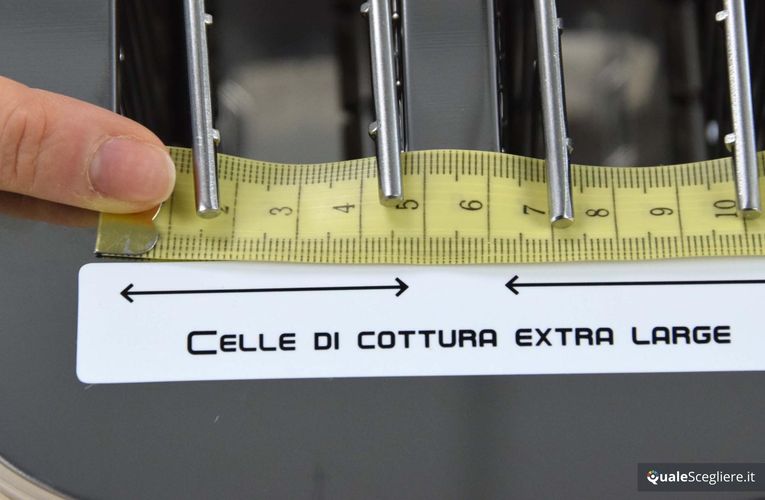 2 3 4 5 6 7 8 9 10
CELLE DI COTTURA EXTRA LARGE
QualeScegliere.it